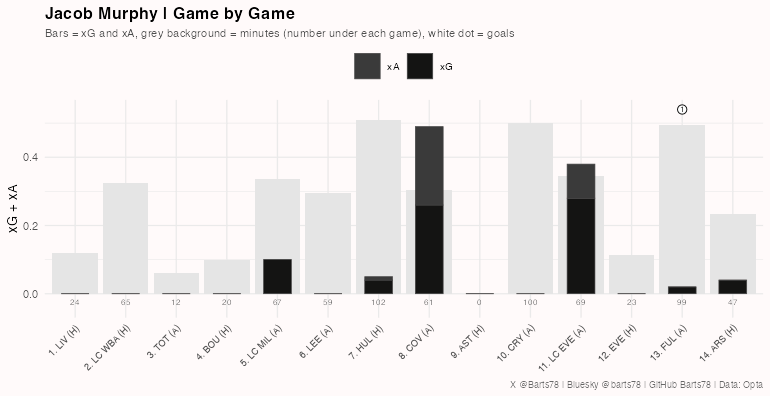 Jacob Murphy | Game by Game
Bars = xG and xA, grey background = minutes (number under each game), white dot = goals
xA xG
1
xG + xA
0.4
0.2
0.0
24 65 12 20 67 59 102 61 0 100 69 23 99 47
1. LIV (H)
2. LC WBA (H)
3. TOT (A)
4. BOU (H)
5. LC MIL (A)
6. LEE (A)
7. HUL (H)
8. COV (A)
9. AST (H)
10. CRY (A)
11. LC EVE (A)
12. EVE (H)
13. FUL (A)
14. ARS (H)
X @Barts78 | Bluesky @barts78 | GitHub Barts78 | Data: Opta